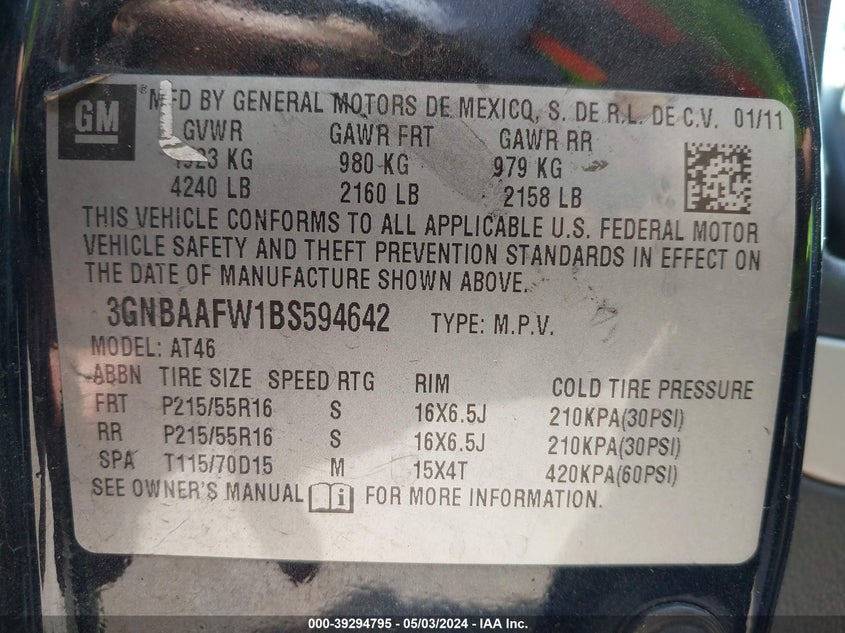 GM
® MFD BY GENERAL MOTORS DE MEXICO, S. DE R.L. DE C.V. 01/11
GVWR GAWR FRT GAWR RR
1923 KG 980 KG 979 KG
4240 LB 2160 LB 2158 LB
THIS VEHICLE CONFORMS TO ALL APPLICABLE U.S. FEDERAL MOTOR
VEHICLE SAFETY AND THEFT PREVENTION STANDARDS IN EFFECT ON
THE DATE OF MANUFACTURE SHOWN ABOVE.
3GNBAAFW1BS594642 TYPE: M.P.V.
MODEL: AT46
ABBN TIRE SIZE SPEED RTG RIM COLD TIRE PRESSURE
FRT P215/55R16 S 16X6.5J 210KPA(30PSI)
RR P215/55R16 S 16X6.5J 210KPA(30PSI)
SPA T115/70D15 M 15X4T 420KPA(60PSI)
SEE OWNER'S MANUAL i FOR MORE INFORMATION.
000-39294795 - 05/03/2024 - IAA Inc.